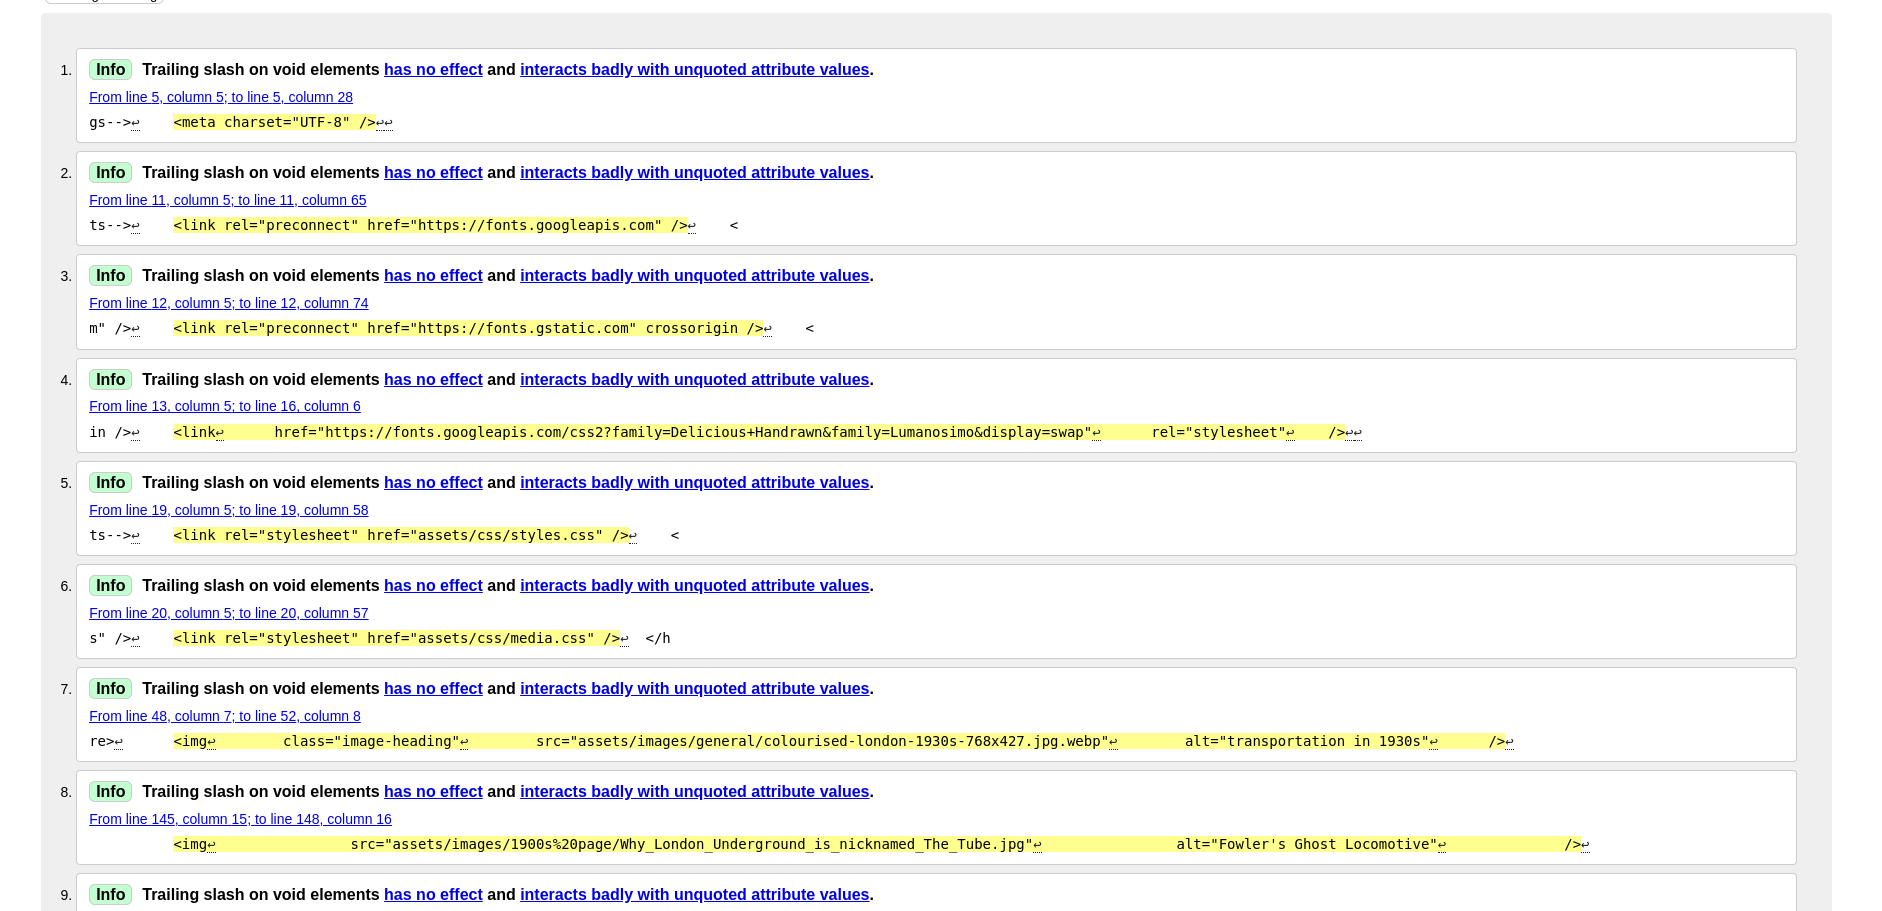 1. Info Trailing slash on void elements has no effect and interacts badly with unquoted attribute values.
From line 5, column 5; to line 5, column 28
gs-->↩    <meta charset="UTF-8" />↩↩
2. Info Trailing slash on void elements has no effect and interacts badly with unquoted attribute values.
From line 11, column 5; to line 11, column 65
ts-->↩    <link rel="preconnect" href="https://fonts.googleapis.com" />↩    <
3. Info Trailing slash on void elements has no effect and interacts badly with unquoted attribute values.
From line 12, column 5; to line 12, column 74
m" />↩    <link rel="preconnect" href="https://fonts.gstatic.com" crossorigin />↩    <
4. Info Trailing slash on void elements has no effect and interacts badly with unquoted attribute values.
From line 13, column 5; to line 16, column 6
in />↩    <link↩      href="https://fonts.googleapis.com/css2?family=Delicious+Handrawn&family=Lumanosimo&display=swap"↩      rel="stylesheet"↩    />↩↩
5. Info Trailing slash on void elements has no effect and interacts badly with unquoted attribute values.
From line 19, column 5; to line 19, column 58
ts-->↩    <link rel="stylesheet" href="assets/css/styles.css" />↩    <
6. Info Trailing slash on void elements has no effect and interacts badly with unquoted attribute values.
From line 20, column 5; to line 20, column 57
s" />↩    <link rel="stylesheet" href="assets/css/media.css" />↩  </h
7. Info Trailing slash on void elements has no effect and interacts badly with unquoted attribute values.
From line 48, column 7; to line 52, column 8
re>↩      <img↩        class="image-heading"↩        src="assets/images/general/colourised-london-1930s-768x427.jpg.webp"↩        alt="transportation in 1930s"↩      />↩
8. Info Trailing slash on void elements has no effect and interacts badly with unquoted attribute values.
From line 145, column 15; to line 148, column 16
<img↩                src="assets/images/1900s%20page/Why_London_Underground_is_nicknamed_The_Tube.jpg"↩                alt="Fowler's Ghost Locomotive"↩              />↩
9. Info Trailing slash on void elements has no effect and interacts badly with unquoted attribute values.